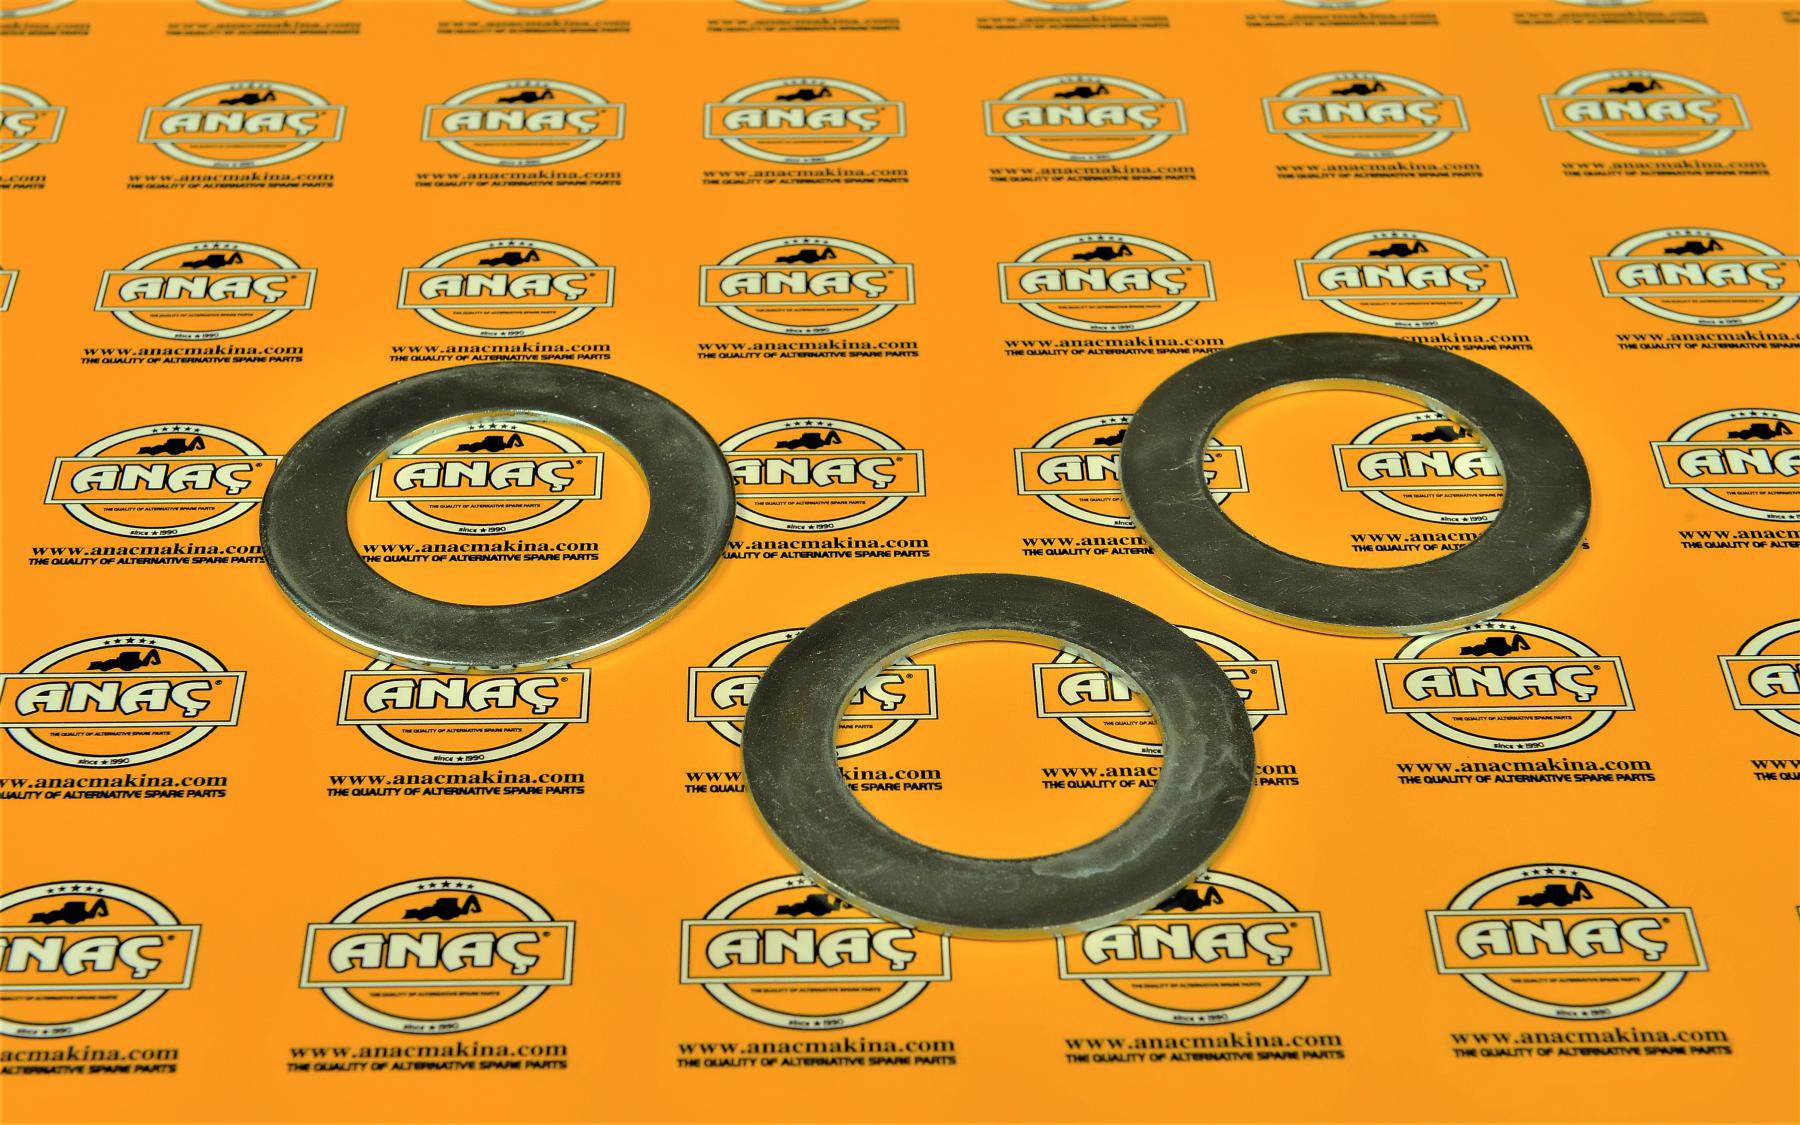 ANAÇ®
THE QUALITY OF ALTERNATIVE SPARE PARTS
since ★ 1990
www.anacmakina.com
THE QUALITY OF ALTERNATIVE SPARE PARTS